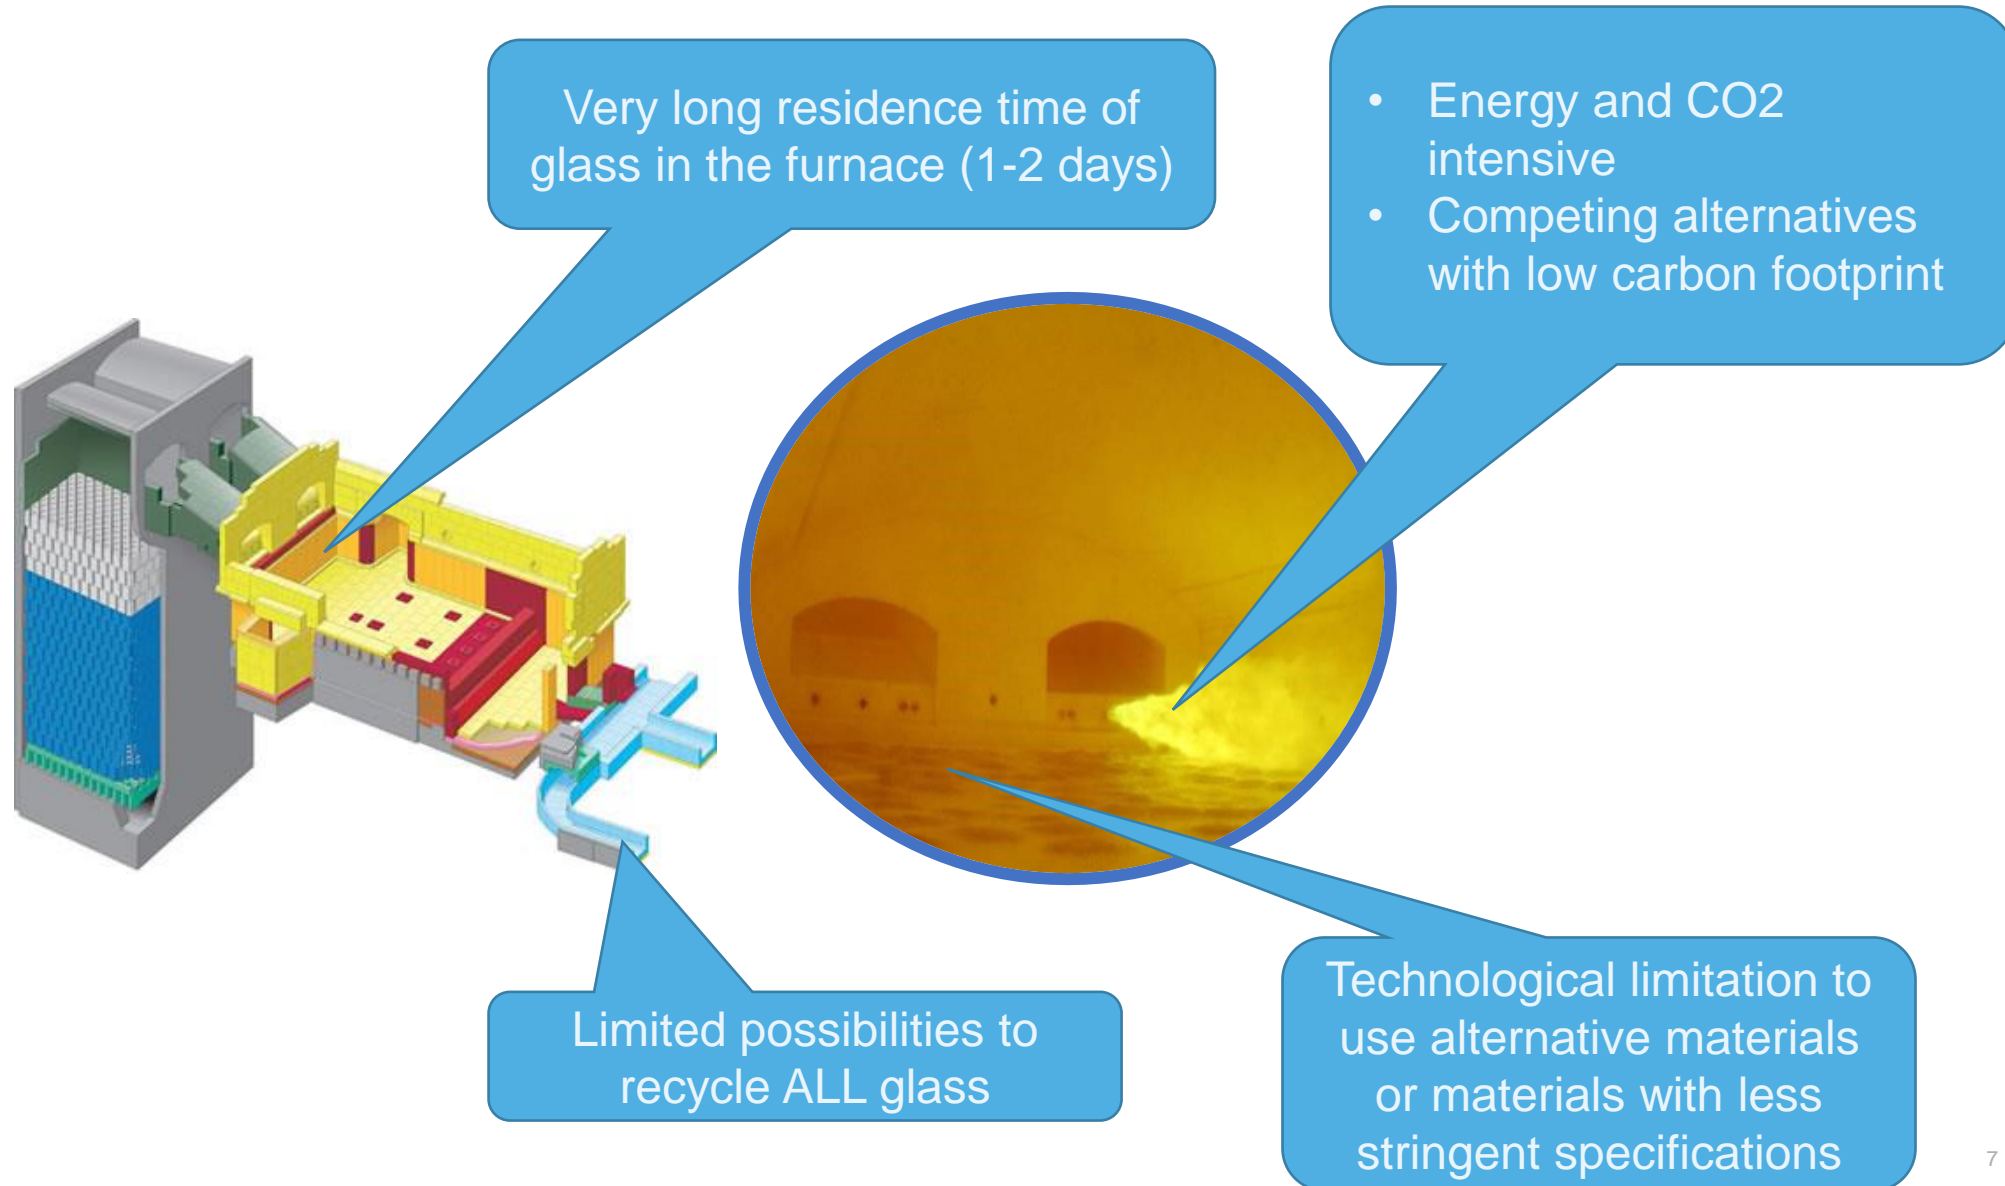 Very long residence time of
glass in the furnace (1-2 days)
• Energy and CO2
intensive
• Competing alternatives
with low carbon footprint
Limited possibilities to
recycle ALL glass
Technological limitation to
use alternative materials
or materials with less
stringent specifications
7